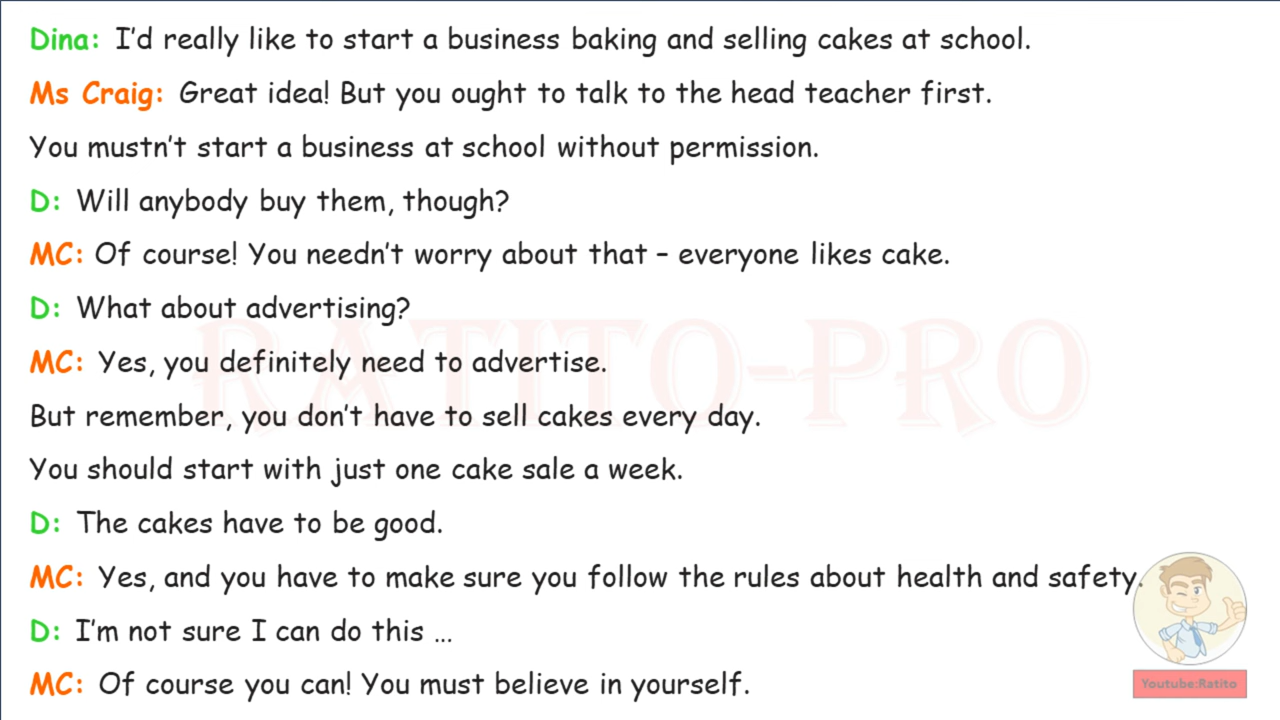 Dina: I'd really like to start a business baking and selling cakes at school.
Ms Craig: Great idea! But you ought to talk to the head teacher first.
You mustn't start a business at school without permission.
D: Will anybody buy them, though?
MC: Of course! You needn't worry about that – everyone likes cake.
D: What about advertising?
MC: Yes, you definitely need to advertise.
RATITO-PRO
But remember, you don't have to sell cakes every day.
You should start with just one cake sale a week.
D: The cakes have to be good.
MC: Yes, and you have to make sure you follow the rules about health and safety.
D: I'm not sure I can do this ...
MC: Of course you can! You must believe in yourself.
Youtube:Ratito